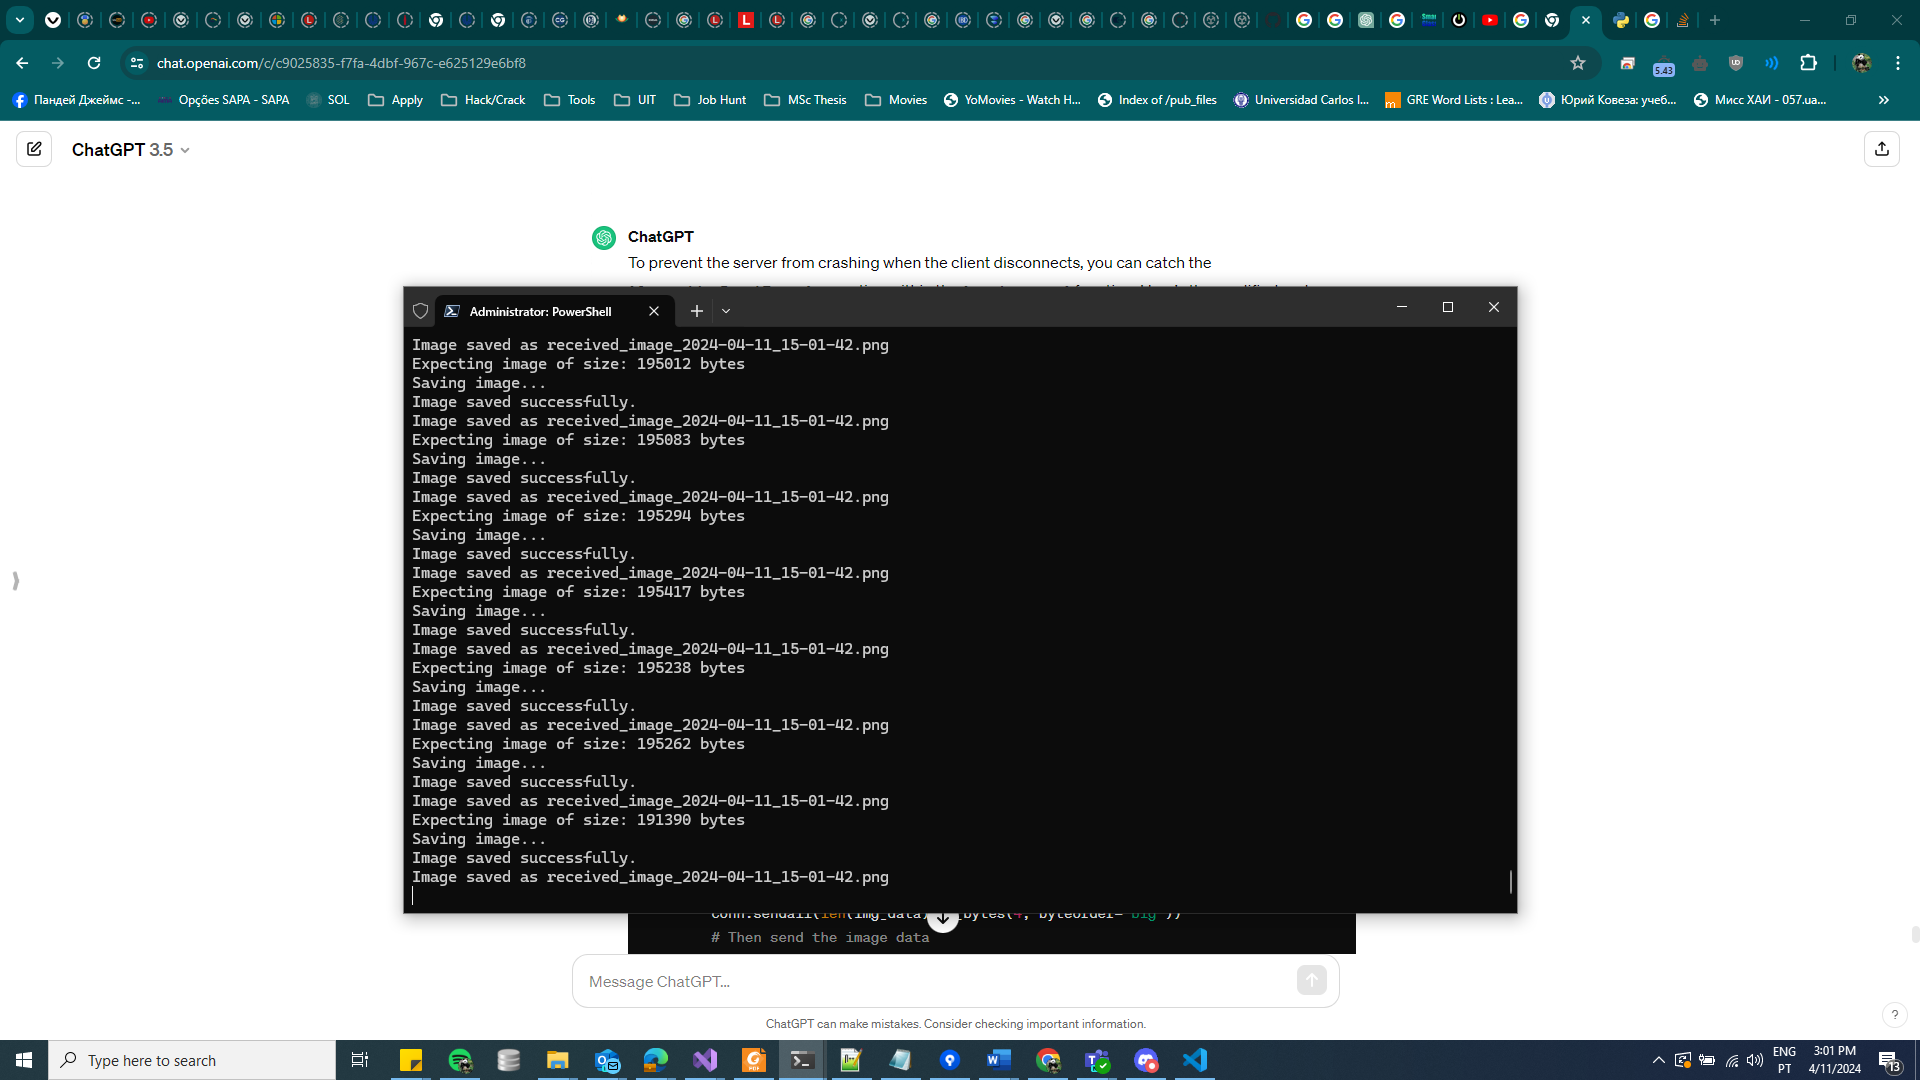 chat.openai.com/c/c9025835-f7fa-4dbf-967c-e625129e6bf8
5.43
Пандей Джеймс -...
Opções SAPA - SAPA
SOL
Apply
Hack/Crack
Tools
UIT
Job Hunt
MSc Thesis
Movies
YoMovies - Watch H...
Index of /pub_files
Universidad Carlos I...
GRE Word Lists : Lea...
Юрий Ковеза: учеб...
Мисс ХАИ - 057.ua...
ChatGPT 3.5
ChatGPT
To prevent the server from crashing when the client disconnects, you can catch the
Administrator: PowerShell
Image saved as received_image_2024-04-11_15-01-42.png
Expecting image of size: 195012 bytes
Saving image...
Image saved successfully.
Image saved as received_image_2024-04-11_15-01-42.png
Expecting image of size: 195083 bytes
Saving image...
Image saved successfully.
Image saved as received_image_2024-04-11_15-01-42.png
Expecting image of size: 195294 bytes
Saving image...
Image saved successfully.
Image saved as received_image_2024-04-11_15-01-42.png
Expecting image of size: 195417 bytes
Saving image...
Image saved successfully.
Image saved as received_image_2024-04-11_15-01-42.png
Expecting image of size: 195238 bytes
Saving image...
Image saved successfully.
Image saved as received_image_2024-04-11_15-01-42.png
Expecting image of size: 195262 bytes
Saving image...
Image saved successfully.
Image saved as received_image_2024-04-11_15-01-42.png
Expecting image of size: 191390 bytes
Saving image...
Image saved successfully.
Image saved as received_image_2024-04-11_15-01-42.png
conn.sendall(len(img_data) _bytes(4, byteorder='big'))
# Then send the image data
Message ChatGPT...
ChatGPT can make mistakes. Consider checking important information.
?
Type here to search
ENG
PT
3:01 PM
4/11/2024
13